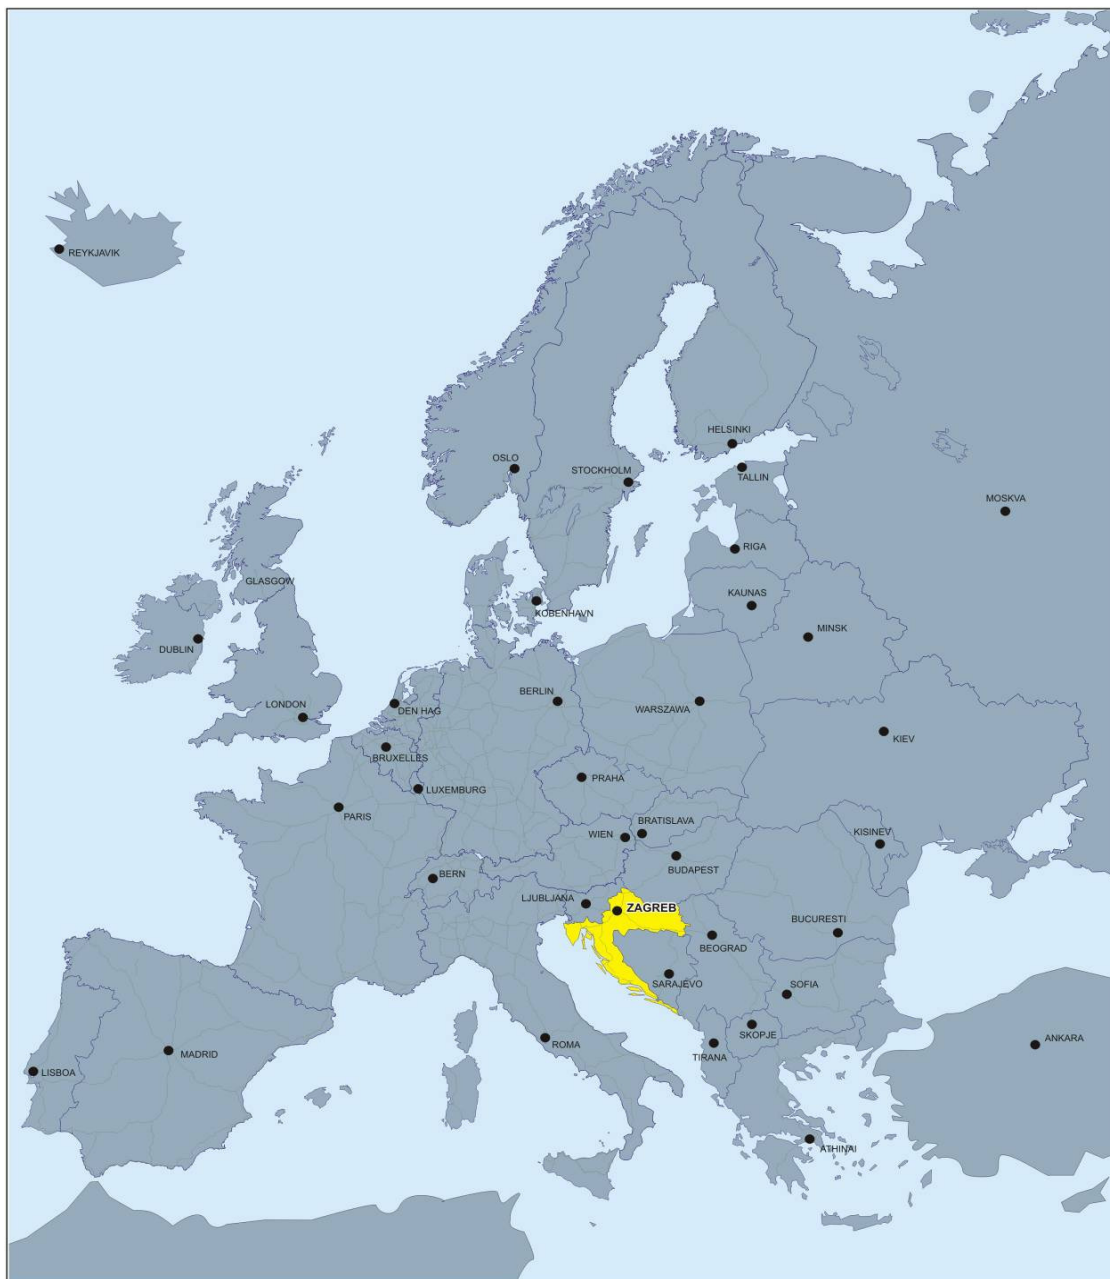 REYKJAVIK
HELSINKI
OSLO
STOCKHOLM
TALLIN
MOSKVA
RIGA
GLASGOW
KAUNAS
KOBENHAVN
MINSK
DUBLIN
BERLIN
LONDON
DEN HAG
WARSZAWA
KIEV
BRUXELLES
PRAHA
LUXEMBURG
PARIS
BRATISLAVA
WIEN
KISINEV
BUDAPEST
BERN
LJUBLJANA
ZAGREB
BUCURESTI
BEOGRAD
SARAJEVO
SOFIA
SKOPJE
ROMA
TIRANA
ANKARA
MADRID
LISBOA
ATHINAI